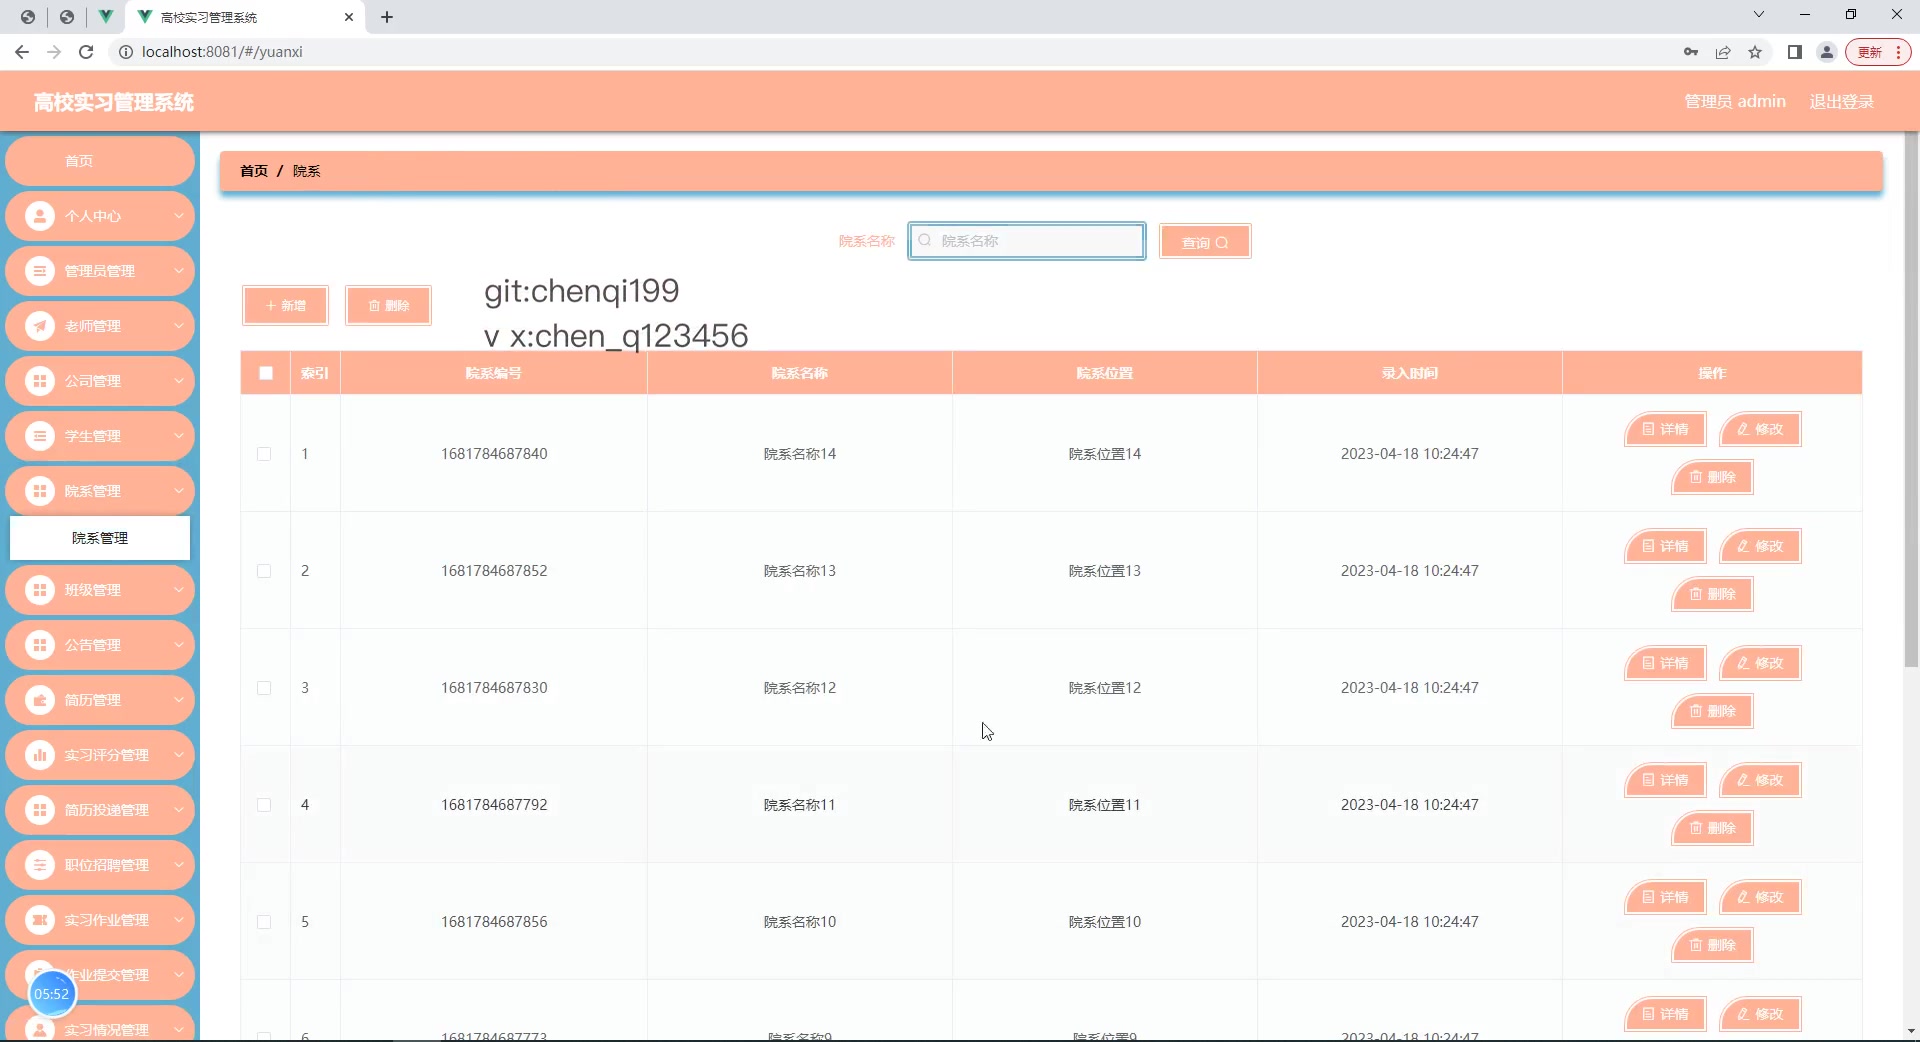 高校实习管理系统
localhost:8081/#/yuanxi
更新
高校实习管理系统
管理员 admin
退出登录
首页
个人中心
管理员管理
老师管理
公司管理
学生管理
院系管理
院系管理
班级管理
公告管理
简历管理
实习评分管理
简历投递管理
职位招聘管理
实习作业管理
作业提交管理
05:52
实习情况管理
首页 / 院系
院系名称
院系名称
查询
新增
删除
git:chenqi199
v x:chen_q123456
索引 院系编号 院系名称 院系位置 录入时间 操作
1 1681784687840 院系名称14 院系位置14 2023-04-18 10:24:47 详情 修改
删除
2 1681784687852 院系名称13 院系位置13 2023-04-18 10:24:47 详情 修改
删除
3 1681784687830 院系名称12 院系位置12 2023-04-18 10:24:47 详情 修改
删除
4 1681784687792 院系名称11 院系位置11 2023-04-18 10:24:47 详情 修改
删除
5 1681784687856 院系名称10 院系位置10 2023-04-18 10:24:47 详情 修改
删除
6 1681784687773 院系名称9 院系位置9 2023-04-18 10:24:47 详情 修改